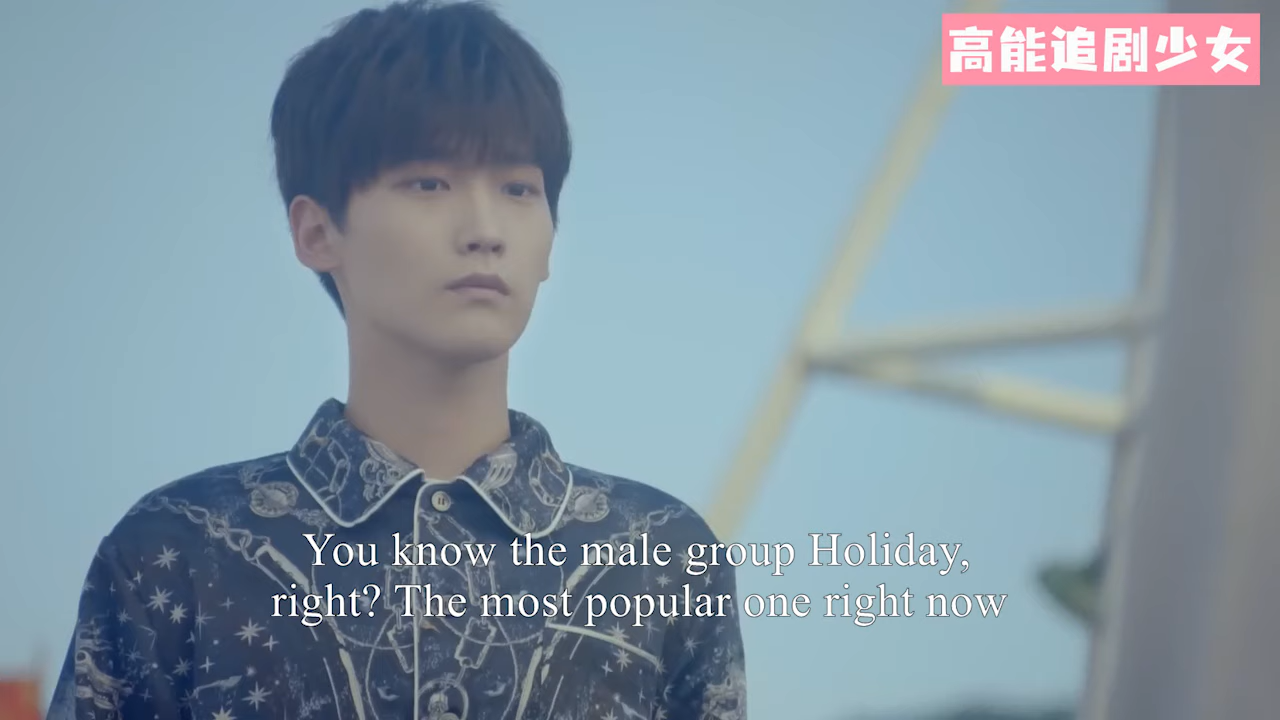 高能追剧少女
You know the male group Holiday,
right? The most popular one right now